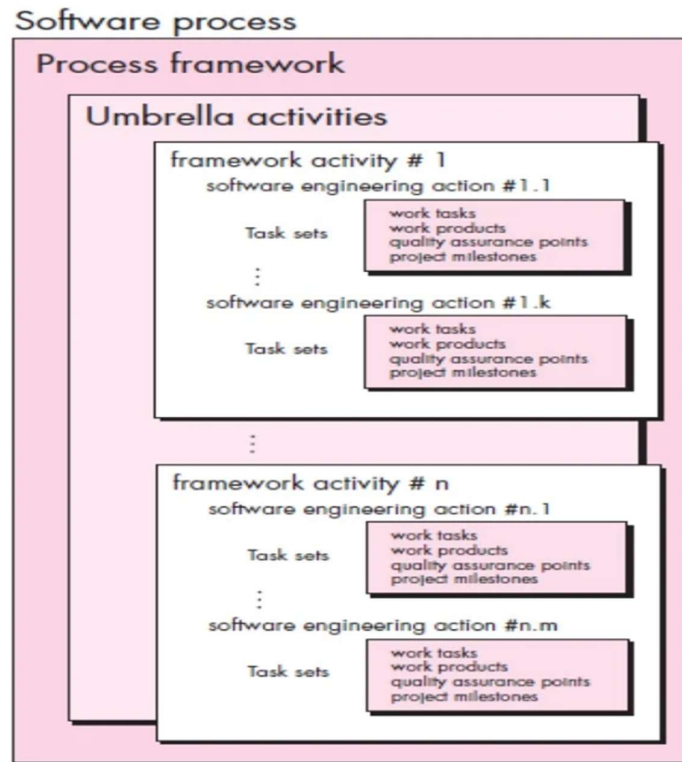 Software process
Process framework
Umbrella activities
framework activity # 1
software engineering action #1.1
Task sets
work tasks
work products
quality assurance points
project milestones
software engineering action #1.k
Task sets
work tasks
work products
quality assurance points
project milestones
framework activity # n
software engineering action #n.1
Task sets
work tasks
work products
quality assurance points
project milestones
software engineering action #n.m
Task sets
work tasks
work products
quality assurance points
project milestones